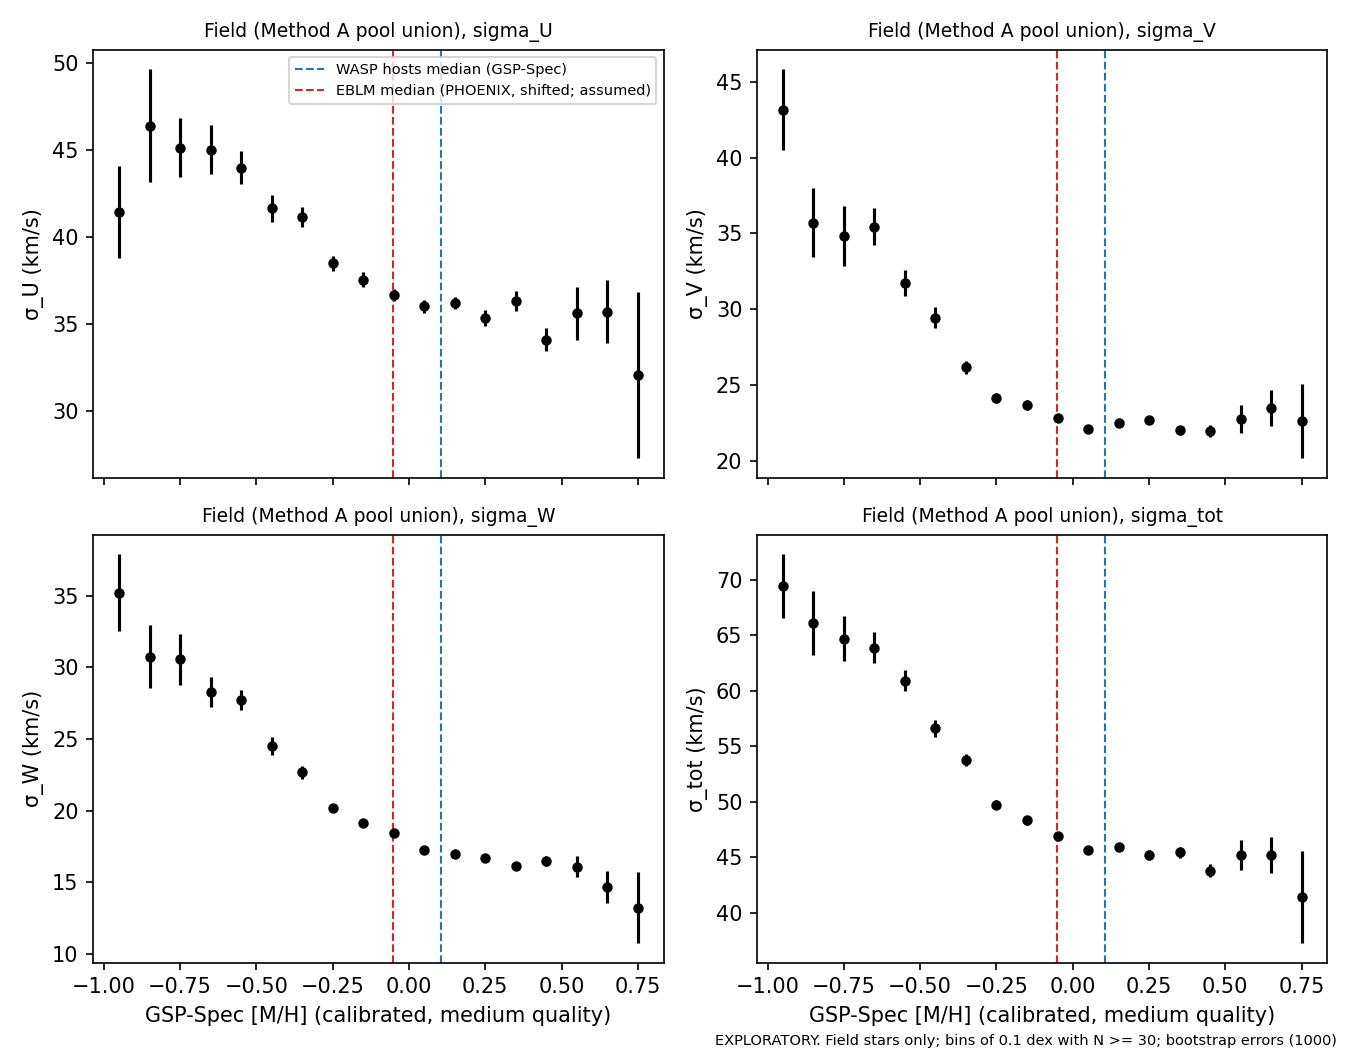 Field (Method A pool union), sigma_U
WASP hosts median (GSP-Spec)
EBLM median (PHOENIX, shifted; assumed)
50
45
40
35
30
σ_U (km/s)
Field (Method A pool union), sigma_V
45
40
35
30
25
20
σ_V (km/s)
Field (Method A pool union), sigma_W
35
30
25
20
15
10
σ_W (km/s)
−1.00 −0.75 −0.50 −0.25 0.00 0.25 0.50 0.75
GSP-Spec [M/H] (calibrated, medium quality)
Field (Method A pool union), sigma_tot
70
65
60
55
50
45
40
σ_tot (km/s)
−1.00 −0.75 −0.50 −0.25 0.00 0.25 0.50 0.75
GSP-Spec [M/H] (calibrated, medium quality)
EXPLORATORY. Field stars only; bins of 0.1 dex with N >= 30; bootstrap errors (1000)